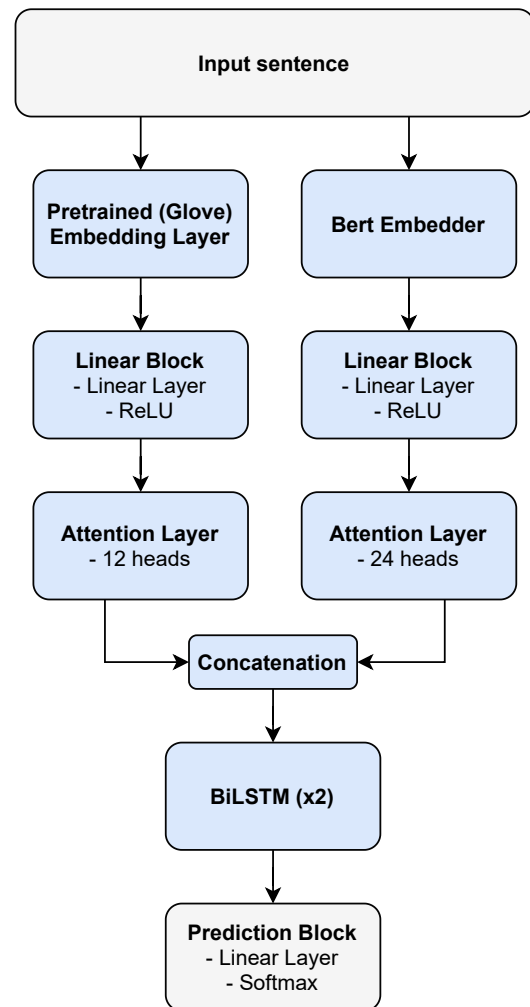 Input sentence
Pretrained (Glove)
Embedding Layer
Bert Embedder
Linear Block
- Linear Layer
- ReLU
Linear Block
- Linear Layer
- ReLU
Attention Layer
- 12 heads
Attention Layer
- 24 heads
Concatenation
BiLSTM (x2)
Prediction Block
- Linear Layer
- Softmax